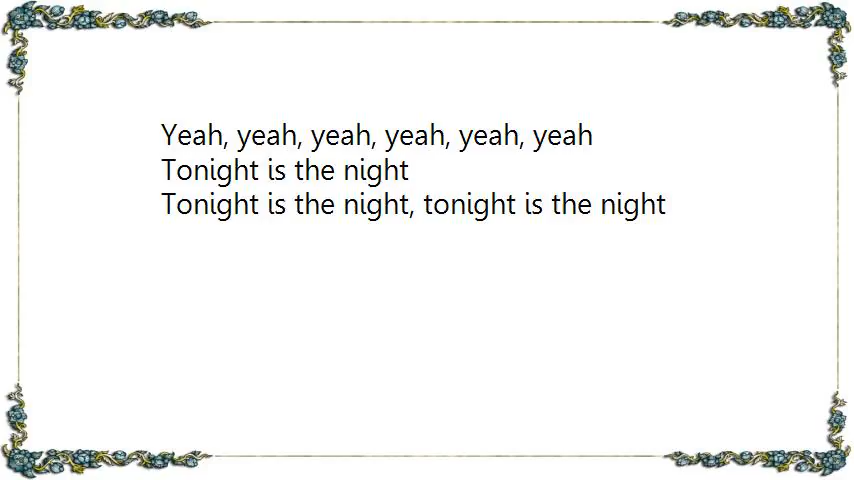 Yeah, yeah, yeah, yeah, yeah, yeah
Tonight is the night
Tonight is the night, tonight is the night